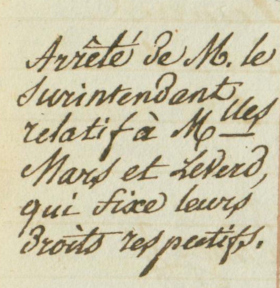 Arrêté de M. le
Surintendant
relatif à M^lles
Mars et Leverd,
qui fixe leurs
droits respectifs.